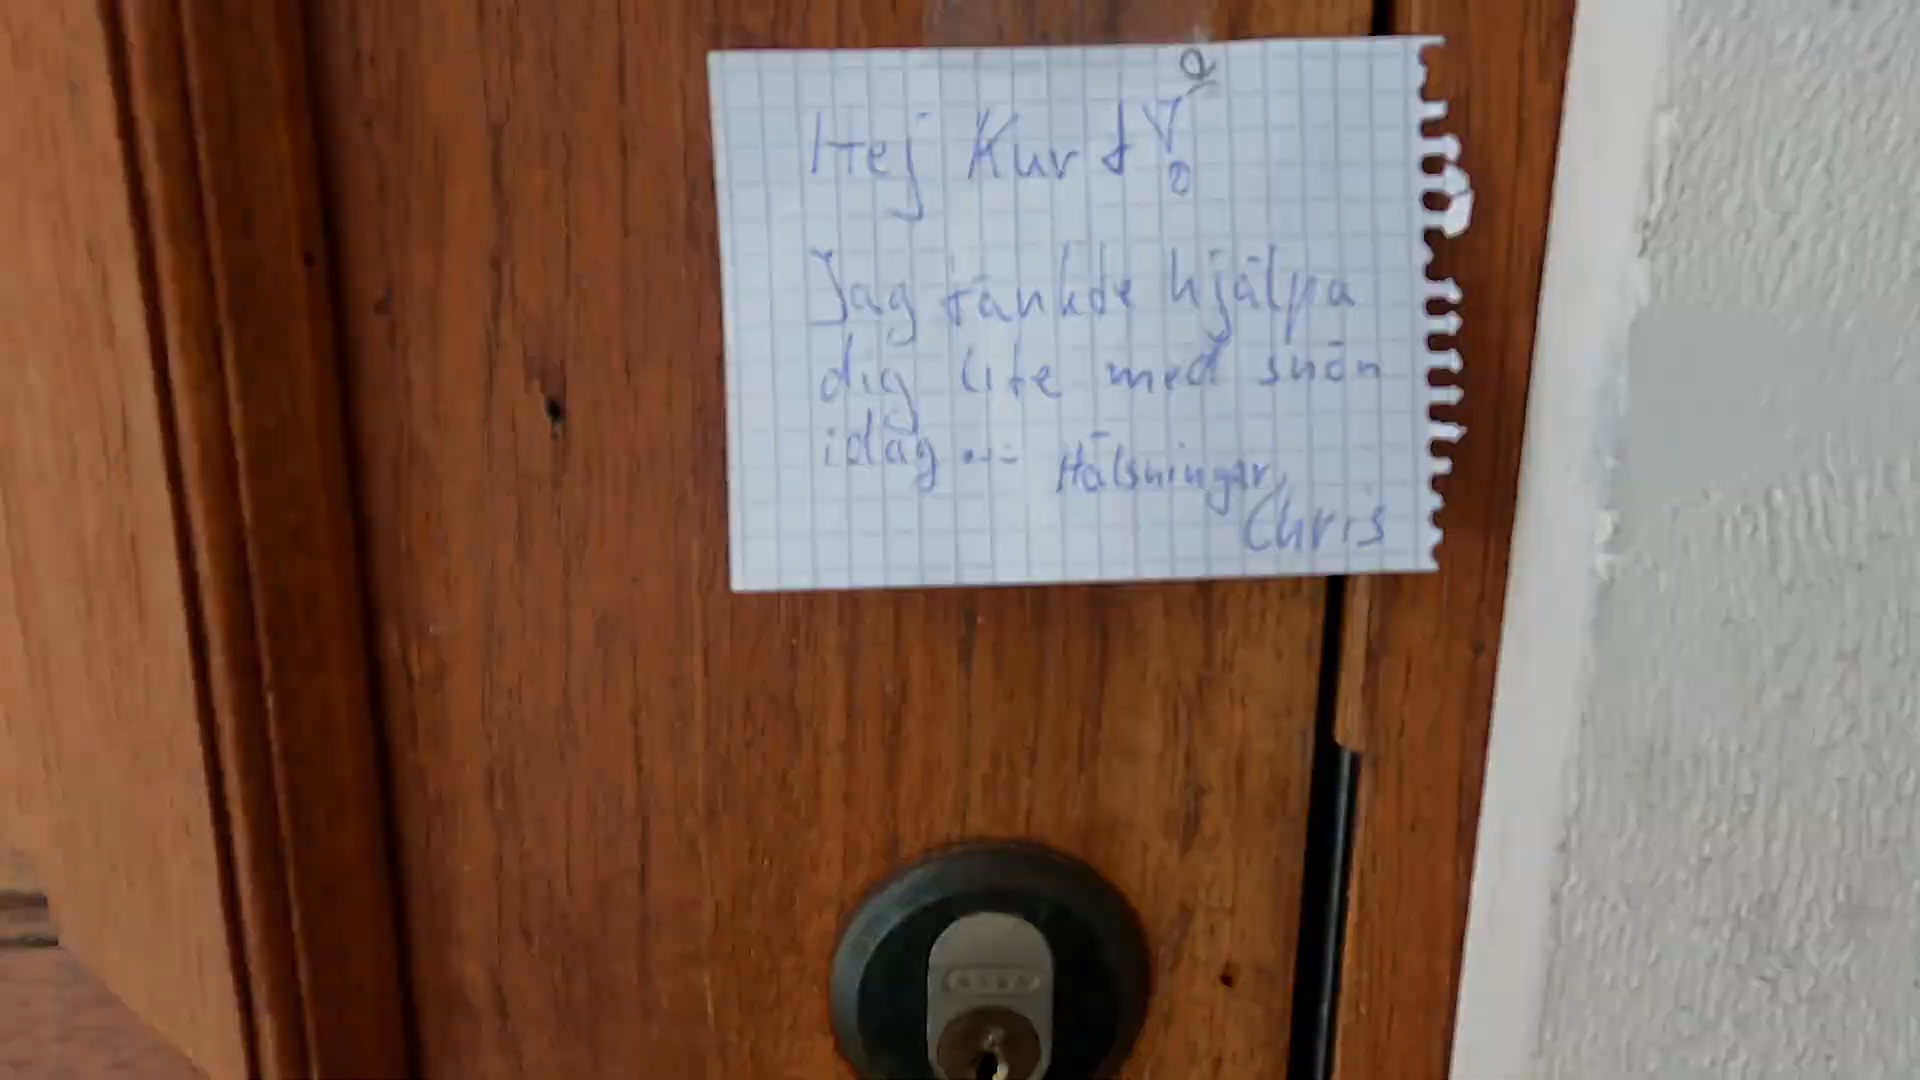 Hej Kurt!
Jag tänkte hjälpa
dig lite med snön
idag
Hälsningar,
Chris